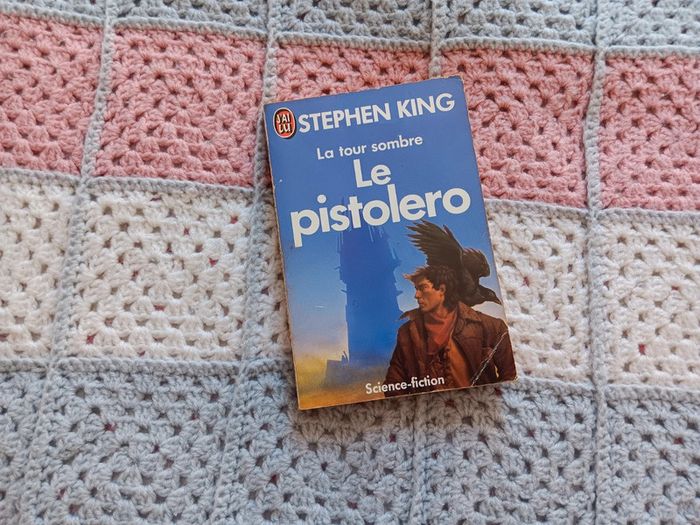 J'AI
LU
STEPHEN KING
La tour sombre
Le
pistolero
Science-fiction